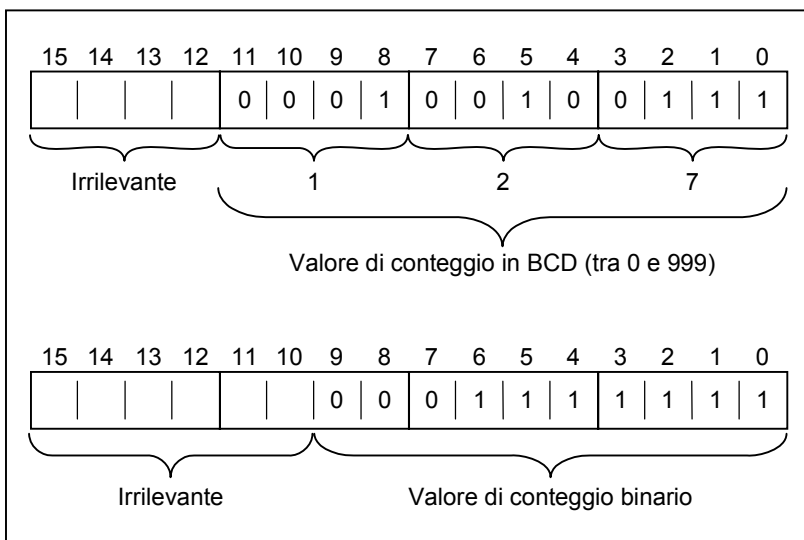 15 14 13 12 11 10 9 8 7 6 5 4 3 2 1 0
0 0 0 1 0 0 1 0 0 1 1 1
Irrilevante 1 2 7
Valore di conteggio in BCD (tra 0 e 999)
15 14 13 12 11 10 9 8 7 6 5 4 3 2 1 0
0 0 0 1 1 1 1 1 1 1
Irrilevante Valore di conteggio binario